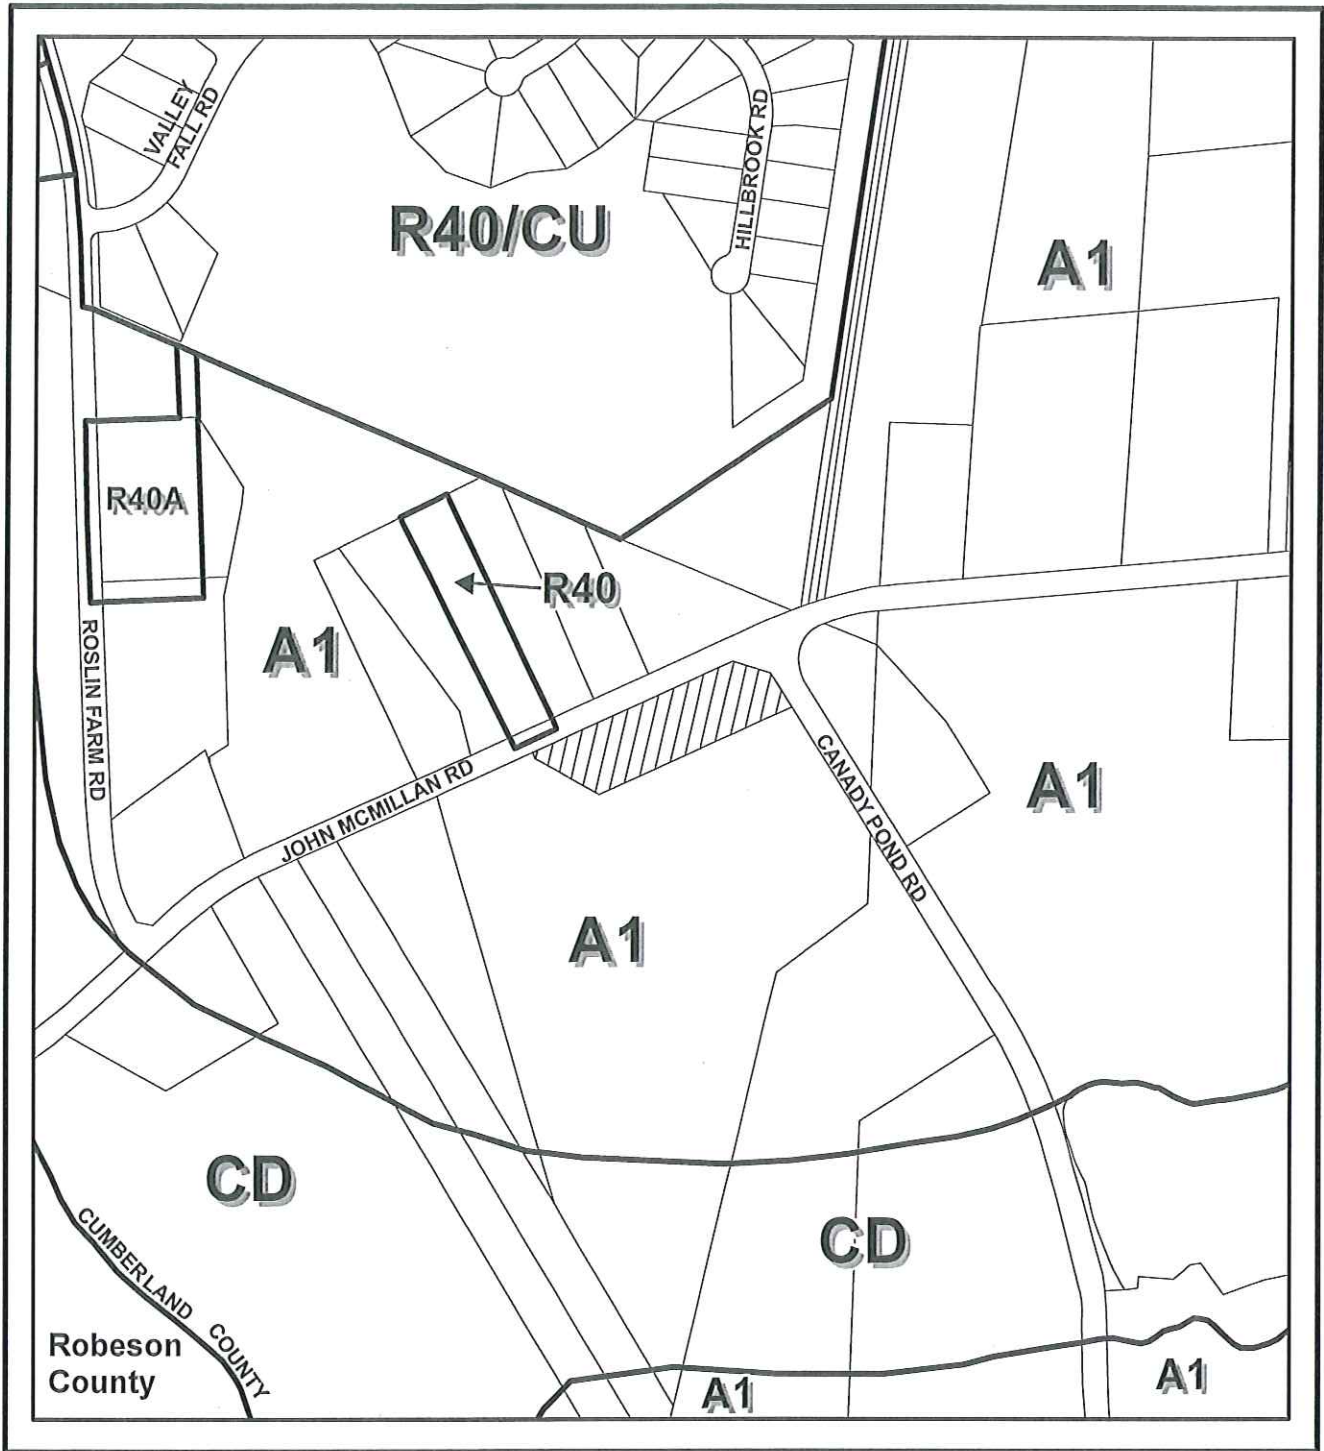 VALLEY
FALL RD
HILLBROOK RD
R40/CU
A1
R40A
R40
A1
ROSLIN FARM RD
JOHN MCMILLAN RD
CANADY POND RD
A1
A1
CD
CD
CUMBERLAND COUNTY
Robeson
County
A1
A1